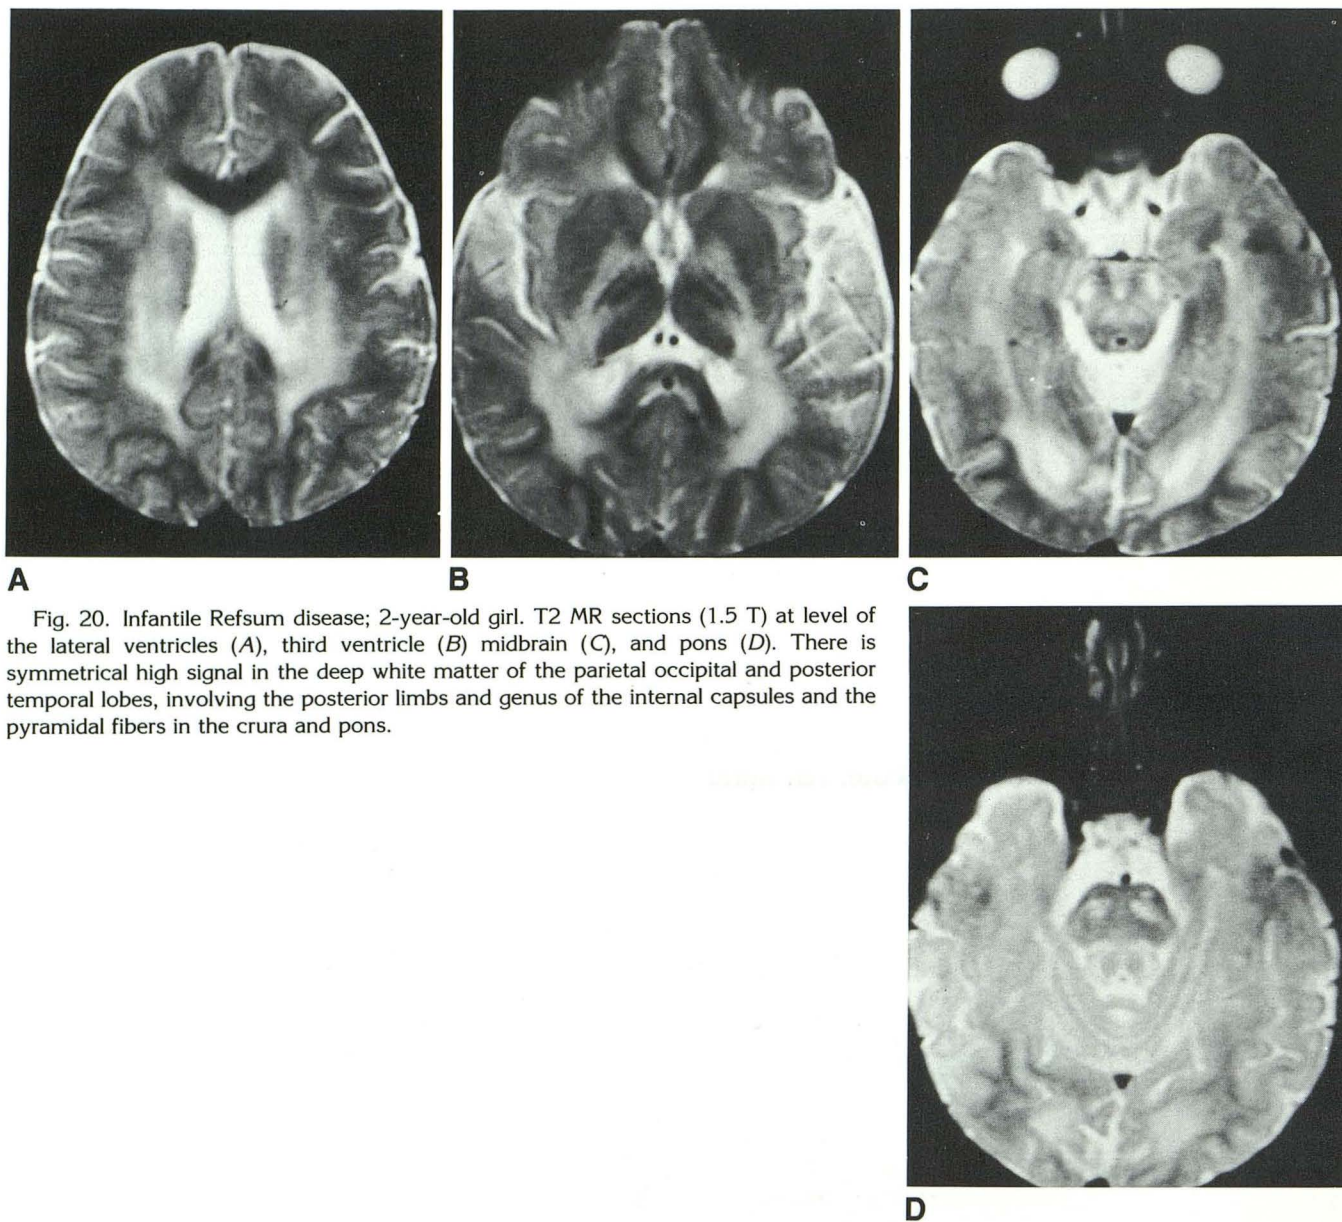 A
B
C
Fig. 20. Infantile Refsum disease; 2-year-old girl. T2 MR sections (1.5 T) at level of
the lateral ventricles (A), third ventricle (B) midbrain (C), and pons (D). There is
symmetrical high signal in the deep white matter of the parietal occipital and posterior
temporal lobes, involving the posterior limbs and genus of the internal capsules and the
pyramidal fibers in the crura and pons.
D